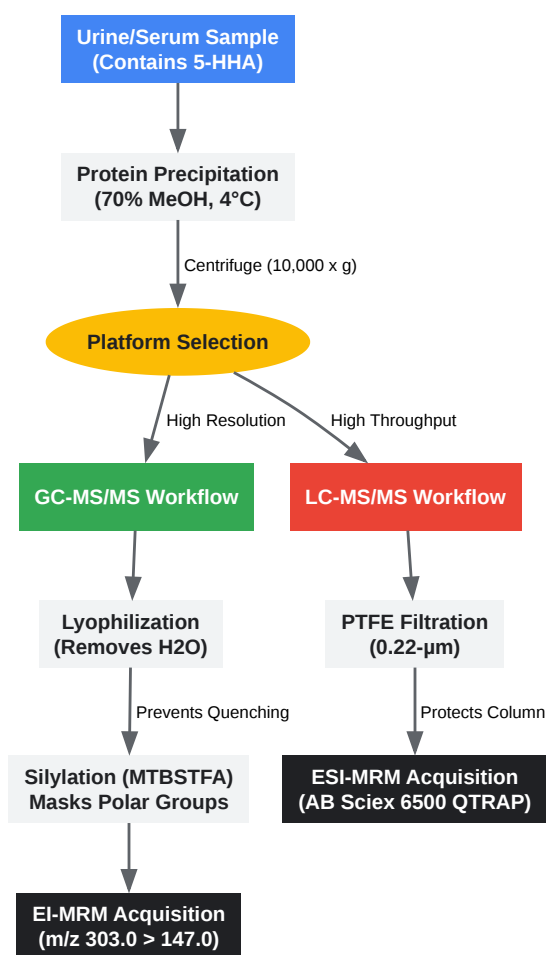 Urine/Serum Sample
(Contains 5-HHA)
Protein Precipitation
(70% MeOH, 4°C)
Centrifuge (10,000 x g)
Platform Selection
High Resolution
High Throughput
GC-MS/MS Workflow
LC-MS/MS Workflow
Lyophilization
(Removes H2O)
PTFE Filtration
(0.22-µm)
Prevents Quenching
Protects Column
Silylation (MTBSTFA)
Masks Polar Groups
ESI-MRM Acquisition
(AB Sciex 6500 QTRAP)
EI-MRM Acquisition
(m/z 303.0 > 147.0)